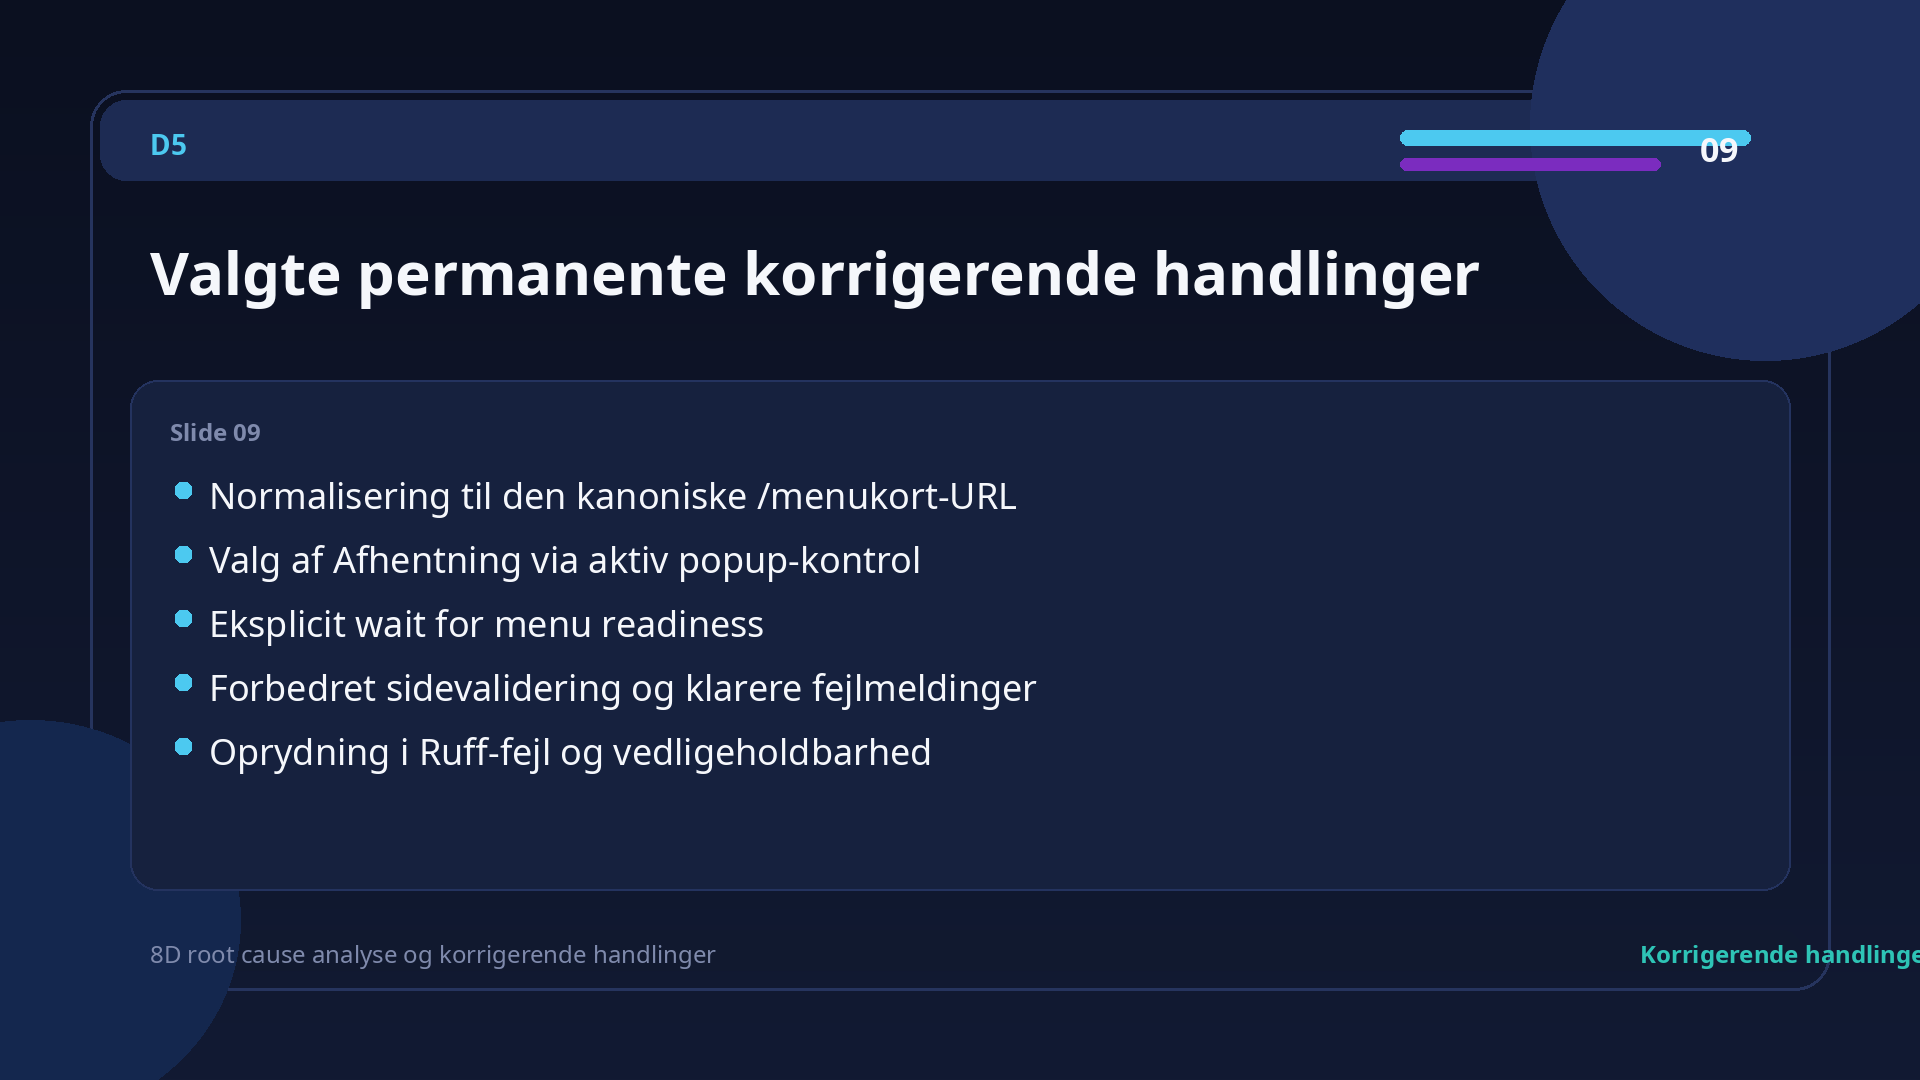 D5
09
Valgte permanente korrigerende handlinger
Slide 09
Normalisering til den kanoniske /menukort-URL
Valg af Afhentning via aktiv popup-kontrol
Eksplicit wait for menu readiness
Forbedret sidevalidering og klarere fejlmeldinger
Oprydning i Ruff-fejl og vedligeholdbarhed
8D root cause analyse og korrigerende handlinger
Korrigerende handlinge